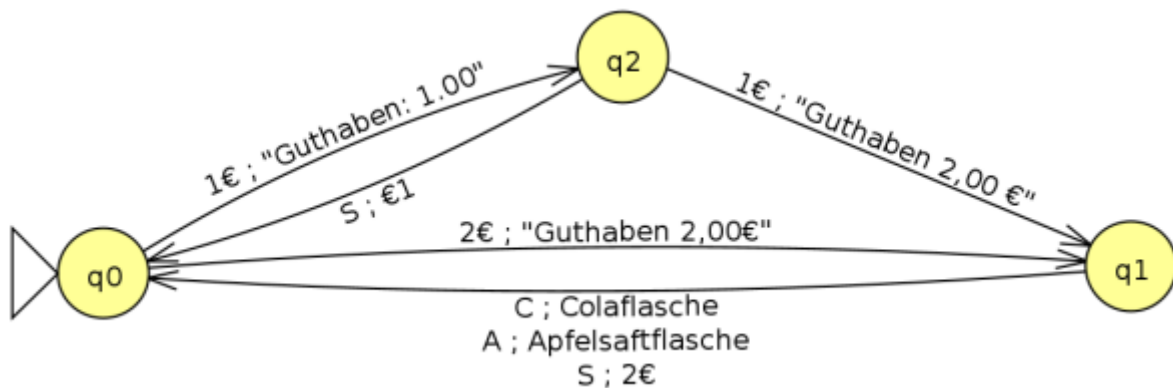 q2
1€ ; "Guthaben: 1.00"
1€ ; "Guthaben 2,00 €"
S ; €1
2€ ; "Guthaben 2,00€"
q0
q1
C ; Colaflasche
A ; Apfelsaftflasche
S ; 2€